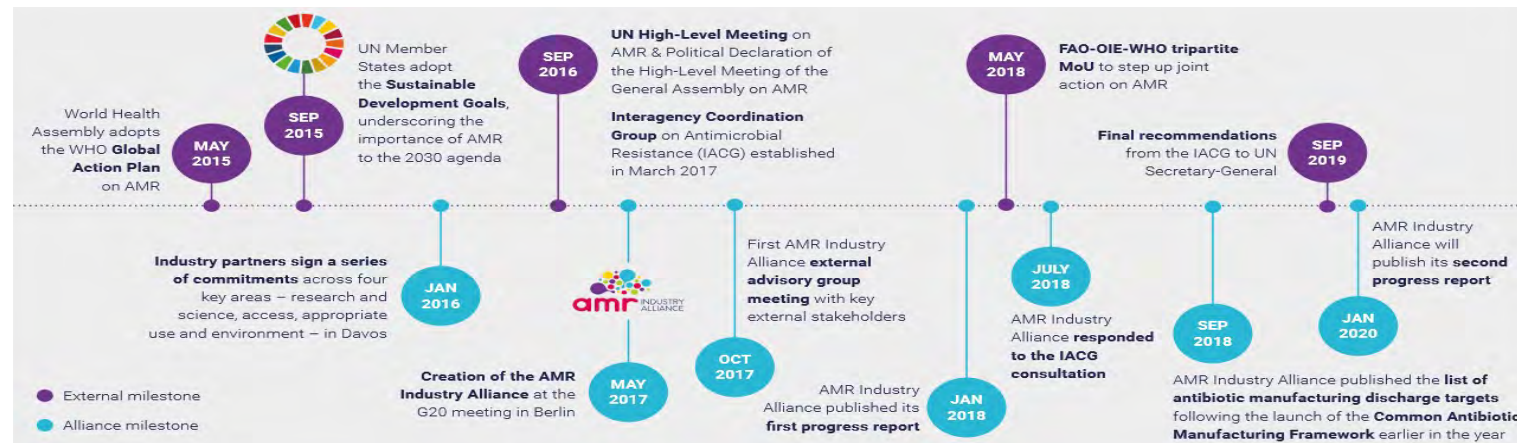 World Health
Assembly adopts
the WHO Global
Action Plan
on AMR
MAY
2015
SEP
2015
UN Member
States adopt
the Sustainable
Development Goals,
underscoring the
importance of AMR
to the 2030 agenda
SEP
2016
UN High-Level Meeting on
AMR & Political Declaration of
the High-Level Meeting of the
General Assembly on AMR
Interagency Coordination
Group on Antimicrobial
Resistance (IACG) established
in March 2017
MAY
2018
FAO-OIE-WHO tripartite
MoU to step up joint
action on AMR
Final recommendations
from the IACG to UN
Secretary-General
SEP
2019
Industry partners sign a series
of commitments across four
key areas – research and
science, access, appropriate
use and environment – in Davos
JAN
2016
amr INDUSTRY
ALLIANCE
Creation of the AMR
Industry Alliance at the
G20 meeting in Berlin
MAY
2017
First AMR Industry
Alliance external
advisory group
meeting with key
external stakeholders
OCT
2017
AMR Industry
Alliance published its
first progress report
JAN
2018
JULY
2018
AMR Industry
Alliance responded
to the IACG
consultation
SEP
2018
AMR Industry Alliance published the list of
antibiotic manufacturing discharge targets
following the launch of the Common Antibiotic
Manufacturing Framework earlier in the year
AMR Industry
Alliance will
publish its second
progress report
JAN
2020
External milestone
Alliance milestone